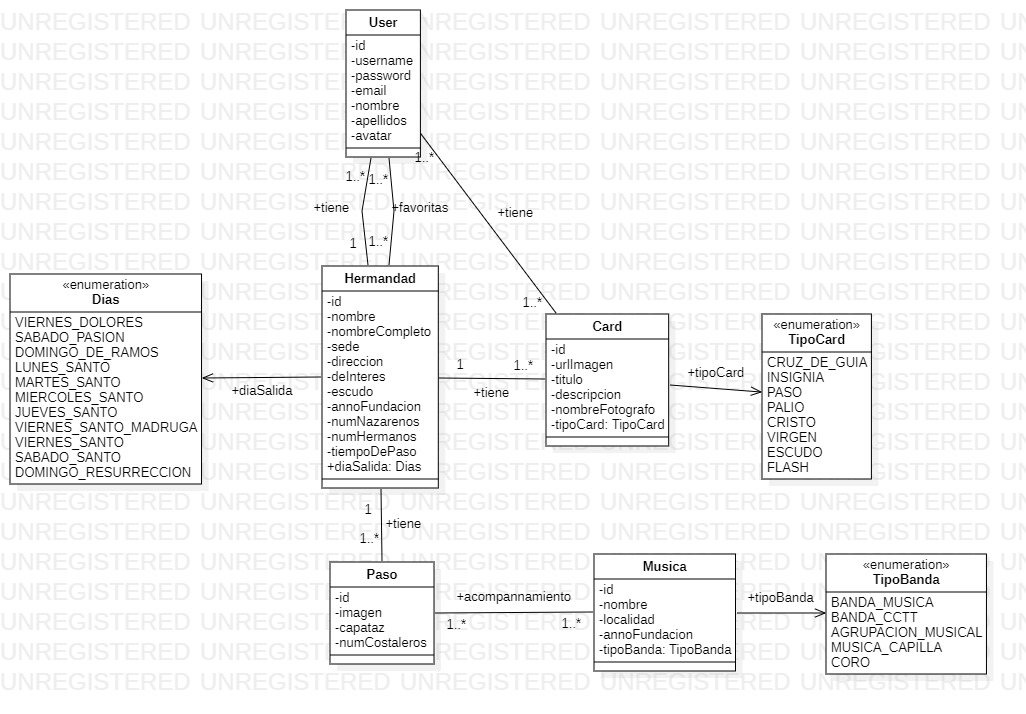 User
-id
-username
-password
-email
-nombre
-apellidos
-avatar
1..*
1..*
1..*
+tiene
+favoritas
+tiene
1
1..*
1..*
«enumeration»
Dias
VIERNES_DOLORES
SABADO_PASION
DOMINGO_DE_RAMOS
LUNES_SANTO
MARTES_SANTO
MIERCOLES_SANTO
JUEVES_SANTO
VIERNES_SANTO_MADRUGA
VIERNES_SANTO
SABADO_SANTO
DOMINGO_RESURRECCION
+diaSalida
Hermandad
-id
-nombre
-nombreCompleto
-sede
-direccion
-deInteres
-escudo
-annoFundacion
-numNazarenos
-numHermanos
-tiempoDePaso
+diaSalida: Dias
1
1..*
+tiene
Card
-id
-urlImagen
-titulo
-descripcion
-nombreFotografo
-tipoCard: TipoCard
+tipoCard
«enumeration»
TipoCard
CRUZ_DE_GUIA
INSIGNIA
PASO
PALIO
CRISTO
VIRGEN
ESCUDO
FLASH
1
+tiene
1..*
Paso
-id
-imagen
-capataz
-numCostaleros
+acompannamiento
1..*
1..*
Musica
-id
-nombre
-localidad
-annoFundacion
-tipoBanda: TipoBanda
+tipoBanda
«enumeration»
TipoBanda
BANDA_MUSICA
BANDA_CCTT
AGRUPACION_MUSICAL
MUSICA_CAPILLA
CORO
UNREGISTERED